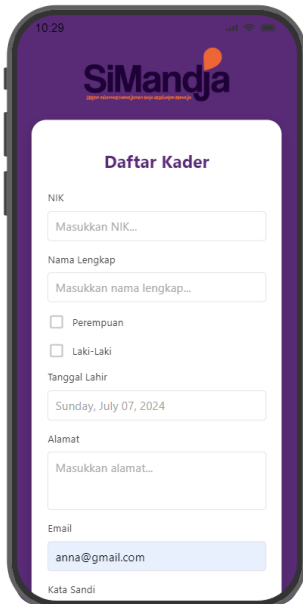 10:29
SiMandja
Daftar Kader
NIK
Masukkan NIK...
Nama Lengkap
Masukkan nama lengkap...
Perempuan
Laki-Laki
Tanggal Lahir
Sunday, July 07, 2024
Alamat
Masukkan alamat...
Email
anna@gmail.com
Kata Sandi